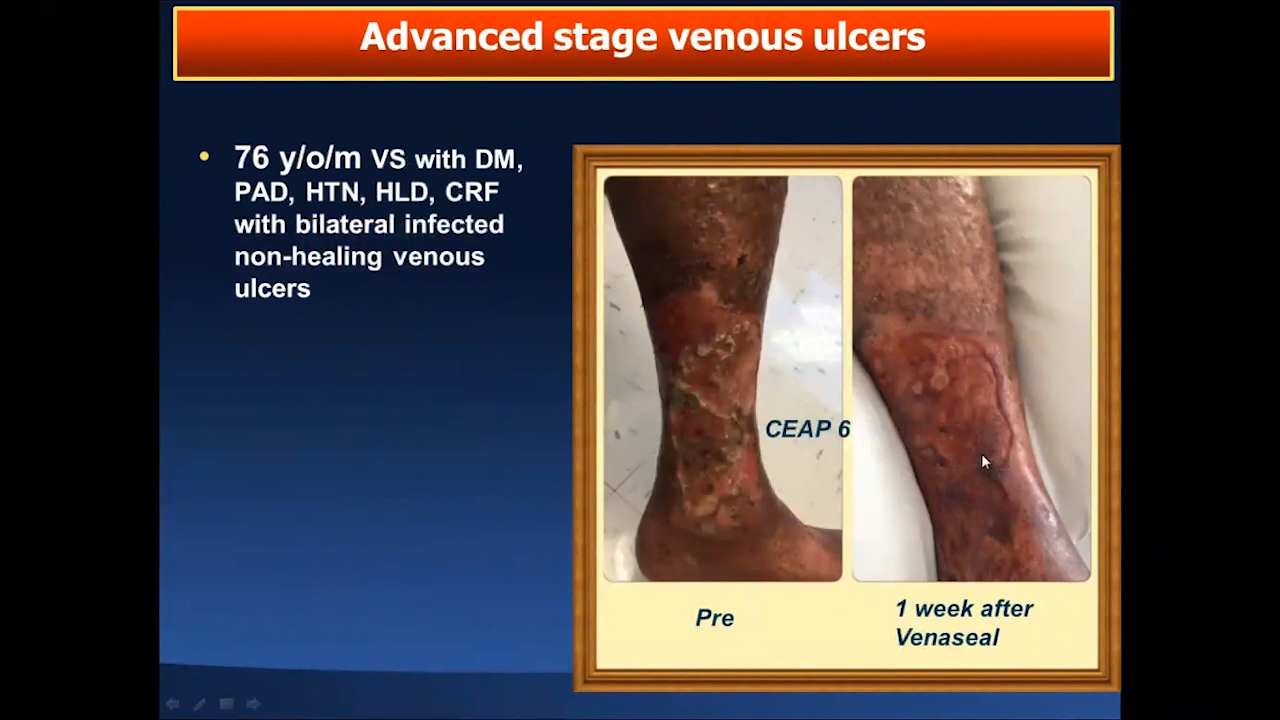 Advanced stage venous ulcers
• 76 y/o/m VS with DM,
PAD, HTN, HLD, CRF
with bilateral infected
non-healing venous
ulcers
CEAP 6
Pre
1 week after
Venaseal